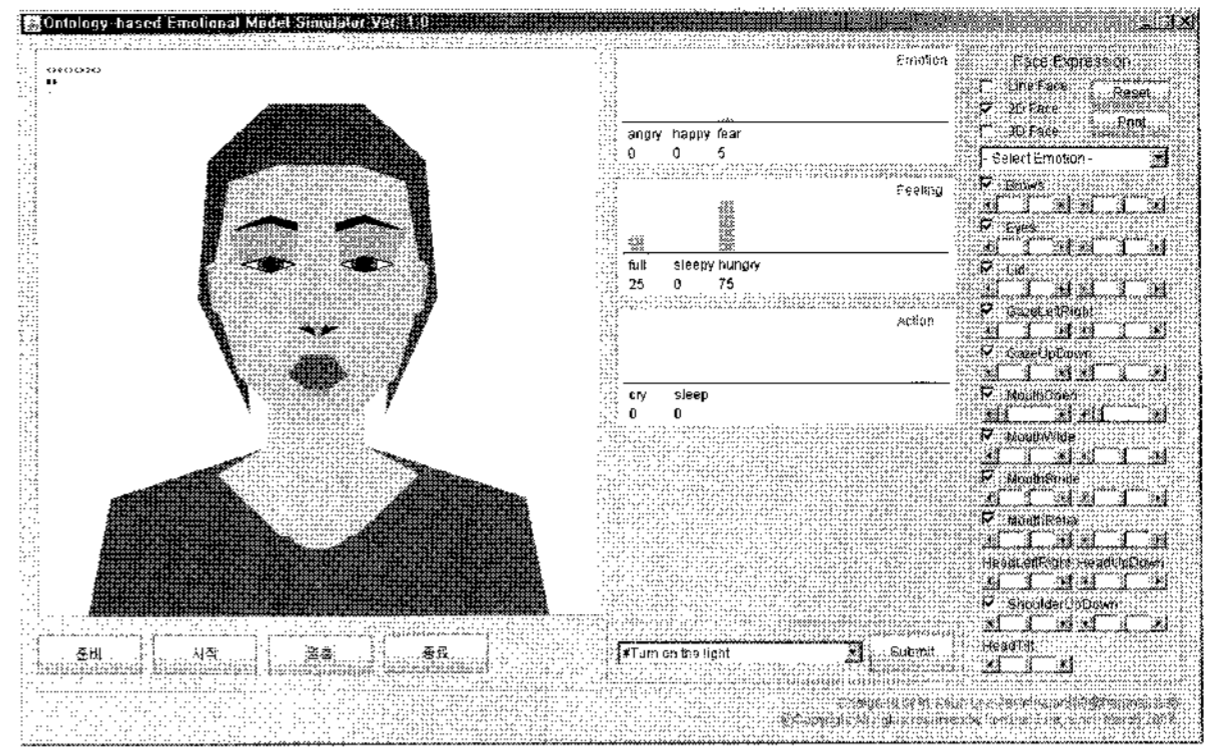 Ontology-based Emotional Model Simulator Ver. 1.0
Emotion
angry happy fear
0 0 5
Feeling
full sleepy hungry
25 0 75
Action
cry sleep
0 0
Face Expression
Line Face
Reset
2D Face
Print
3D Face
- Select Emotion -
Brows
Eyes
Lid
GazeLeftRight
GazeUpDown
MouthOpen
MouthWide
MouthSmile
MouthRelax
HeadLeftRight HeadUpDown
ShoulderUpDown
HeadTilt
준비 시작 종료
#Turn on the light
Submit